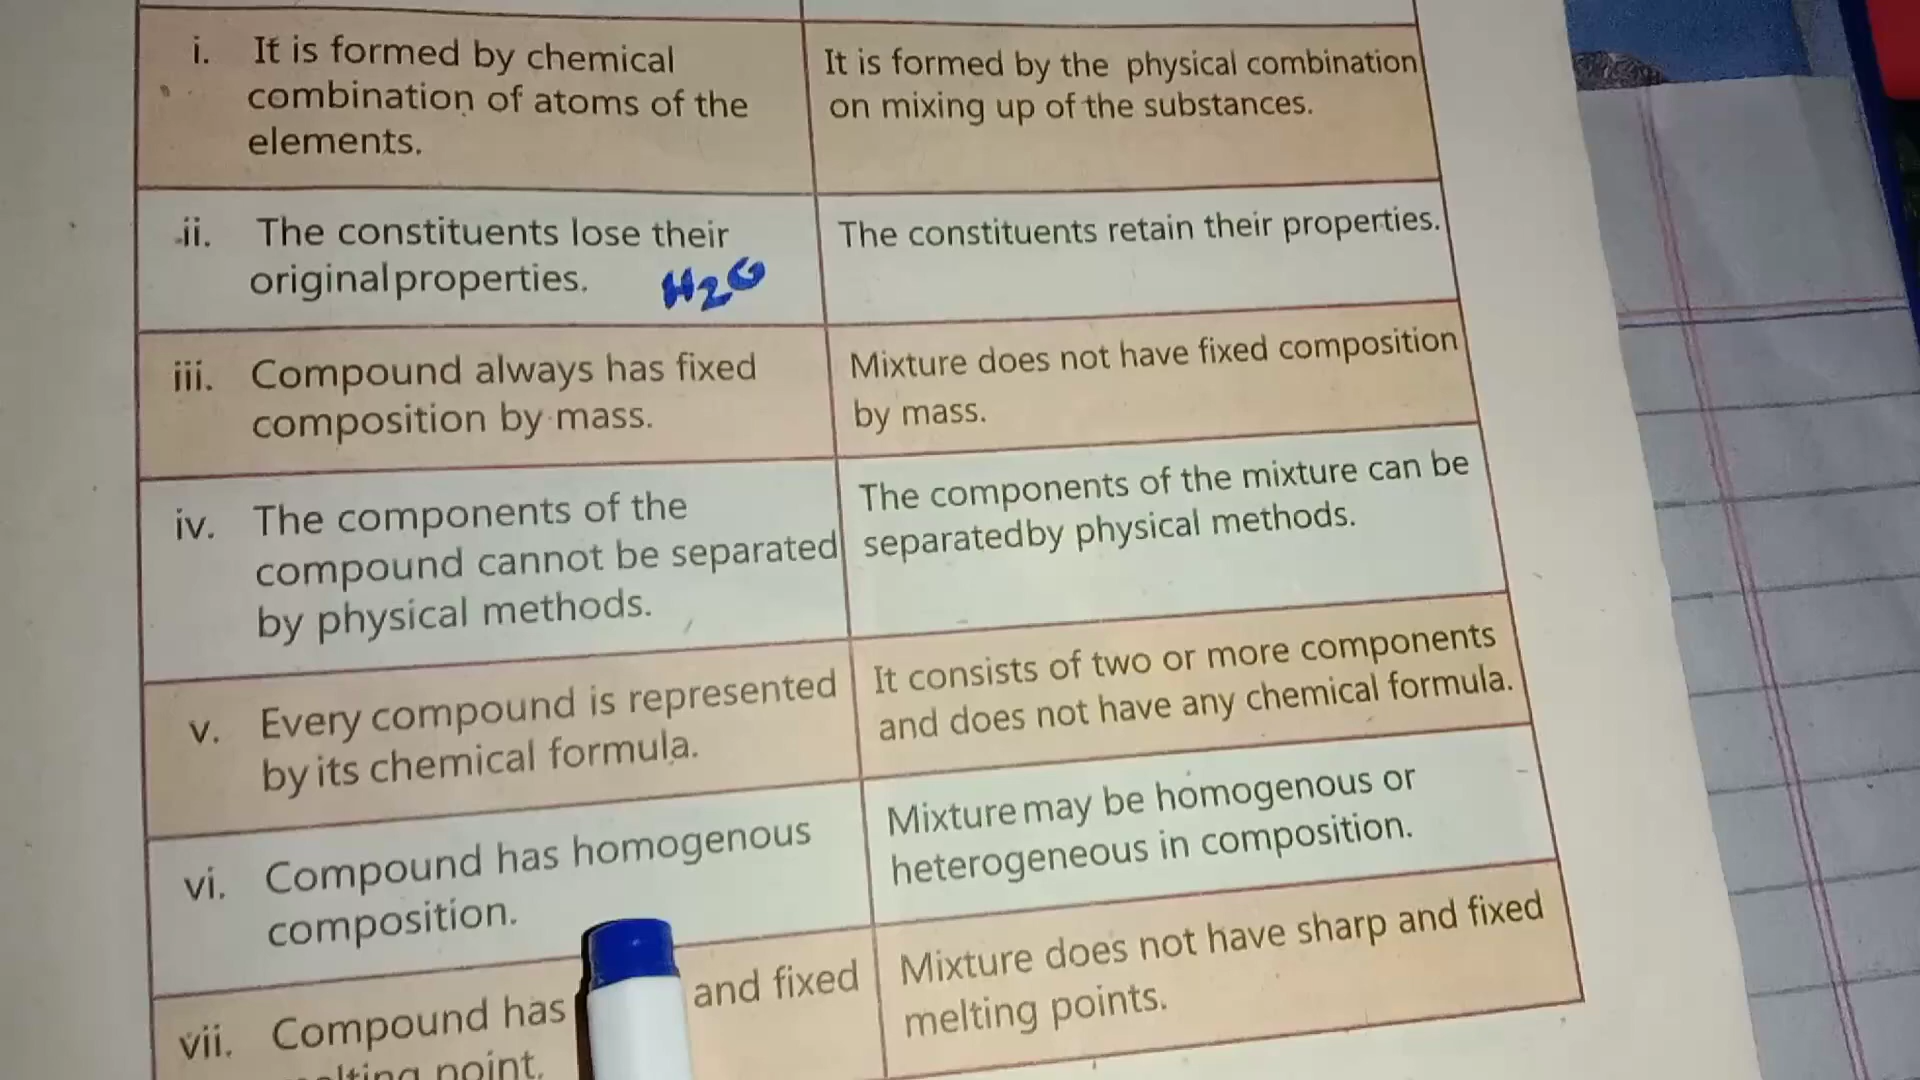 i. It is formed by chemical
combination of atoms of the
elements.
It is formed by the physical combination
on mixing up of the substances.
ii. The constituents lose their
original properties.
H2O
The constituents retain their properties.
iii. Compound always has fixed
composition by mass.
Mixture does not have fixed composition
by mass.
iv. The components of the
compound cannot be separated
by physical methods.
The components of the mixture can be
separated by physical methods.
v. Every compound is represented
by its chemical formula.
It consists of two or more components
and does not have any chemical formula.
vi. Compound has homogenous
composition.
Mixture may be homogenous or
heterogeneous in composition.
vii. Compound has and fixed
point.
Mixture does not have sharp and fixed
melting points.